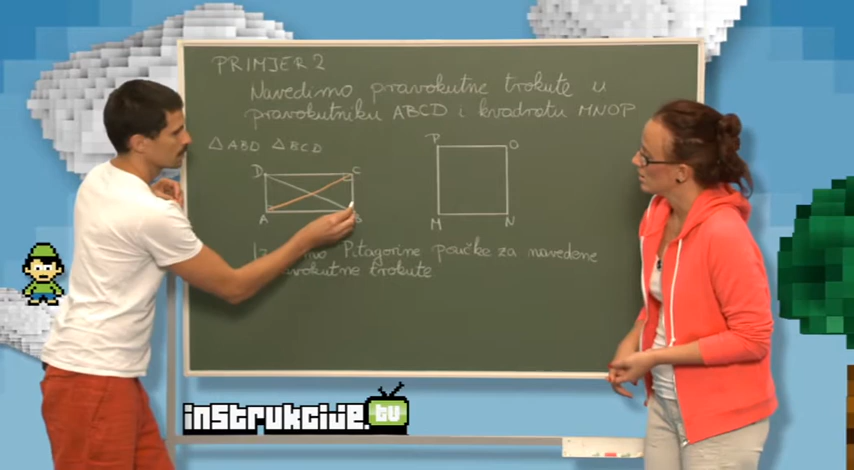 PRIMJER 2
Navedimo pravokutne trokute u
pravokutniku ABCD i kvadratu MNOP
△ABD △BCD
D C
A
P O
M N
Pitagorine poučke za navedene
trokute
instrukcije.tv